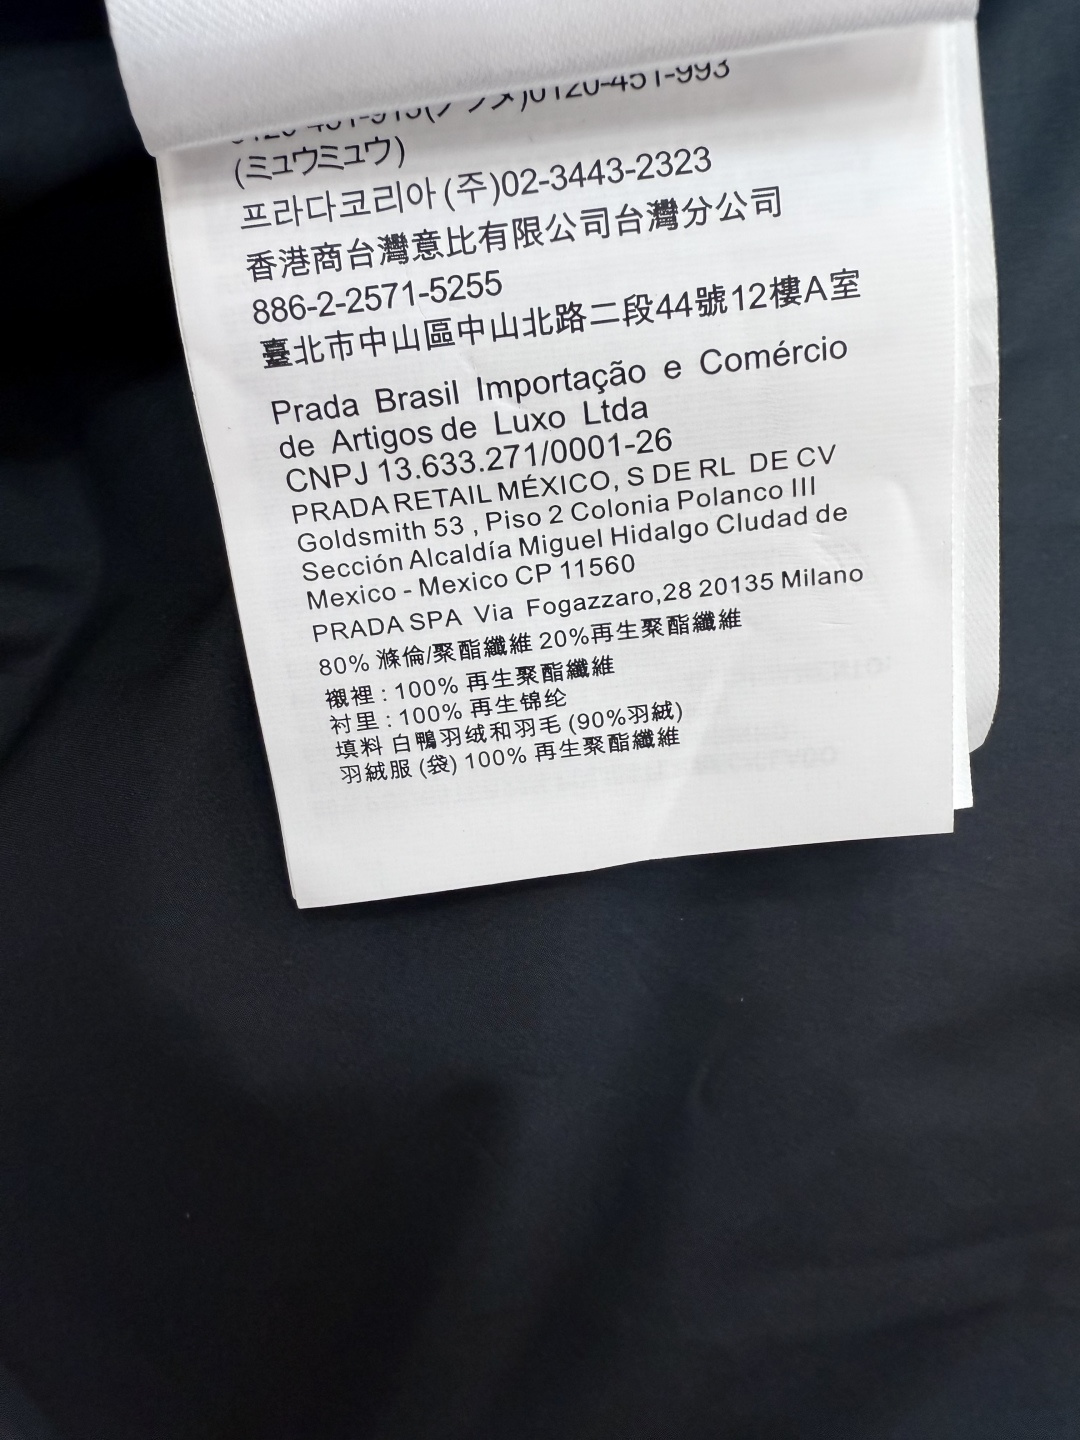 0120-451-993
(ミュウミュウ)
프라다코리아(주)02-3443-2323
香港商台灣意比有限公司台灣分公司
886-2-2571-5255
臺北市中山區中山北路二段44號12樓A室
Prada Brasil Importação e Comércio
de Artigos de Luxo Ltda
CNPJ 13.633.271/0001-26
PRADA RETAIL MÉXICO, S DE RL DE CV
Goldsmith 53 , Piso 2 Colonia Polanco III
Sección Alcaldía Miguel Hidalgo Cludad de
Mexico - Mexico CP 11560
PRADA SPA Via Fogazzaro,28 20135 Milano
80% 滌倫/聚酯纖維 20%再生聚酯纖維
襯裡 : 100% 再生聚酯纖維
衬里 : 100% 再生锦纶
填料 白鴨羽绒和羽毛 (90%羽絨)
羽絨服 (袋) 100% 再生聚酯纖維